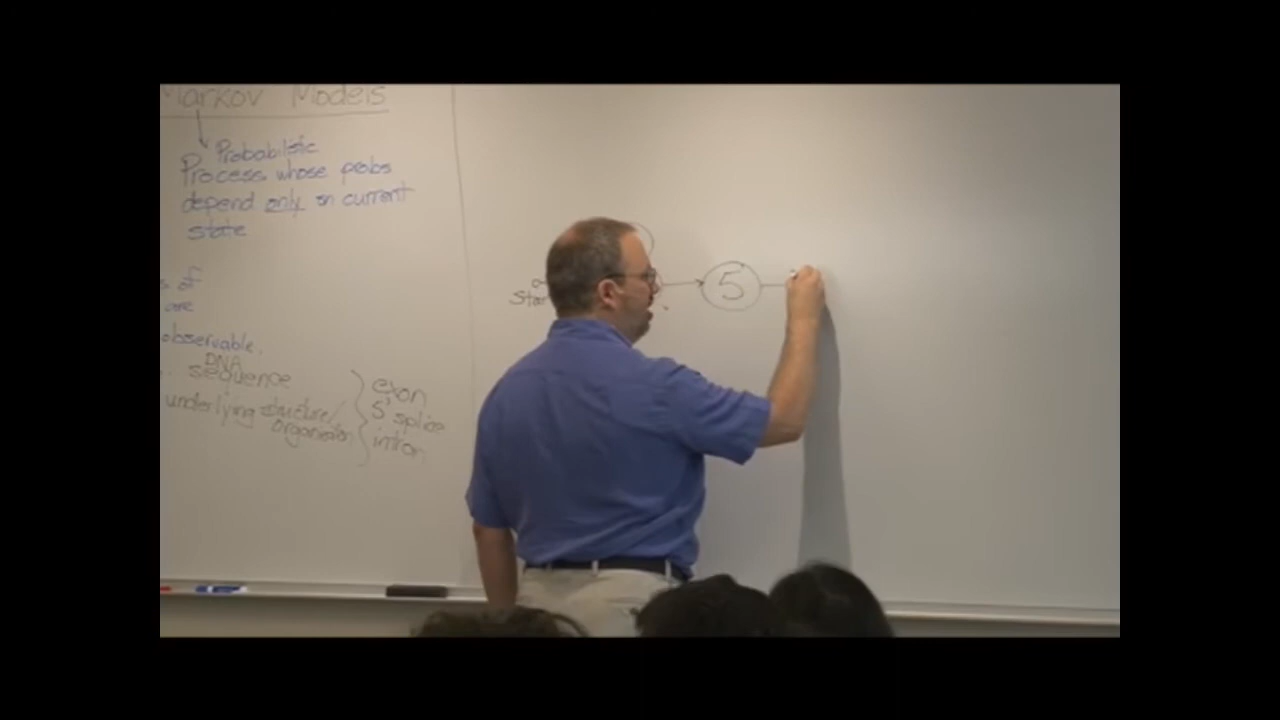 Markov Models
Probabilistic
Process whose probs
depend only on current
state
of
are
observable.
DNA
sequence
underlying structure/
organization
exon
5' splice
intron
Star
5